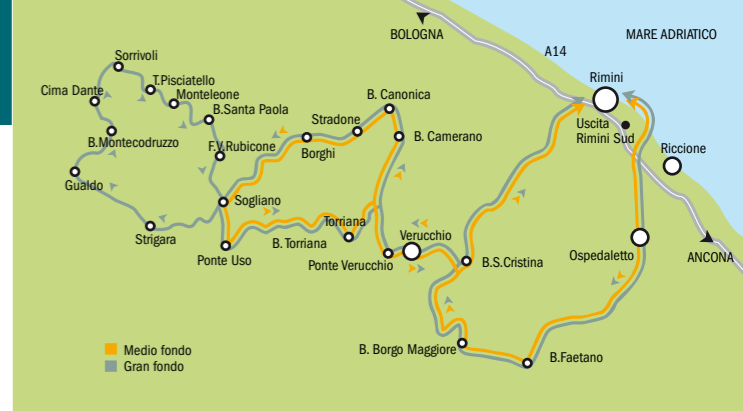 BOLOGNA
A14
MARE ADRIATICO
Sorrivoli
Rimini
T.Pisciatello
Cima Dante
Monteleone
B. Canonica
B.Santa Paola
Stradone
Uscita
Rimini Sud
B.Montecodruzzo
F.V.Rubicone
Borghi
B. Camerano
Riccione
Gualdo
Sogliano
Strigara
Torriana
Verucchio
B. Torriana
Ponte Uso
Ponte Verucchio
B.S.Cristina
Ospedaletto
ANCONA
Medio fondo
Gran fondo
B. Borgo Maggiore
B.Faetano